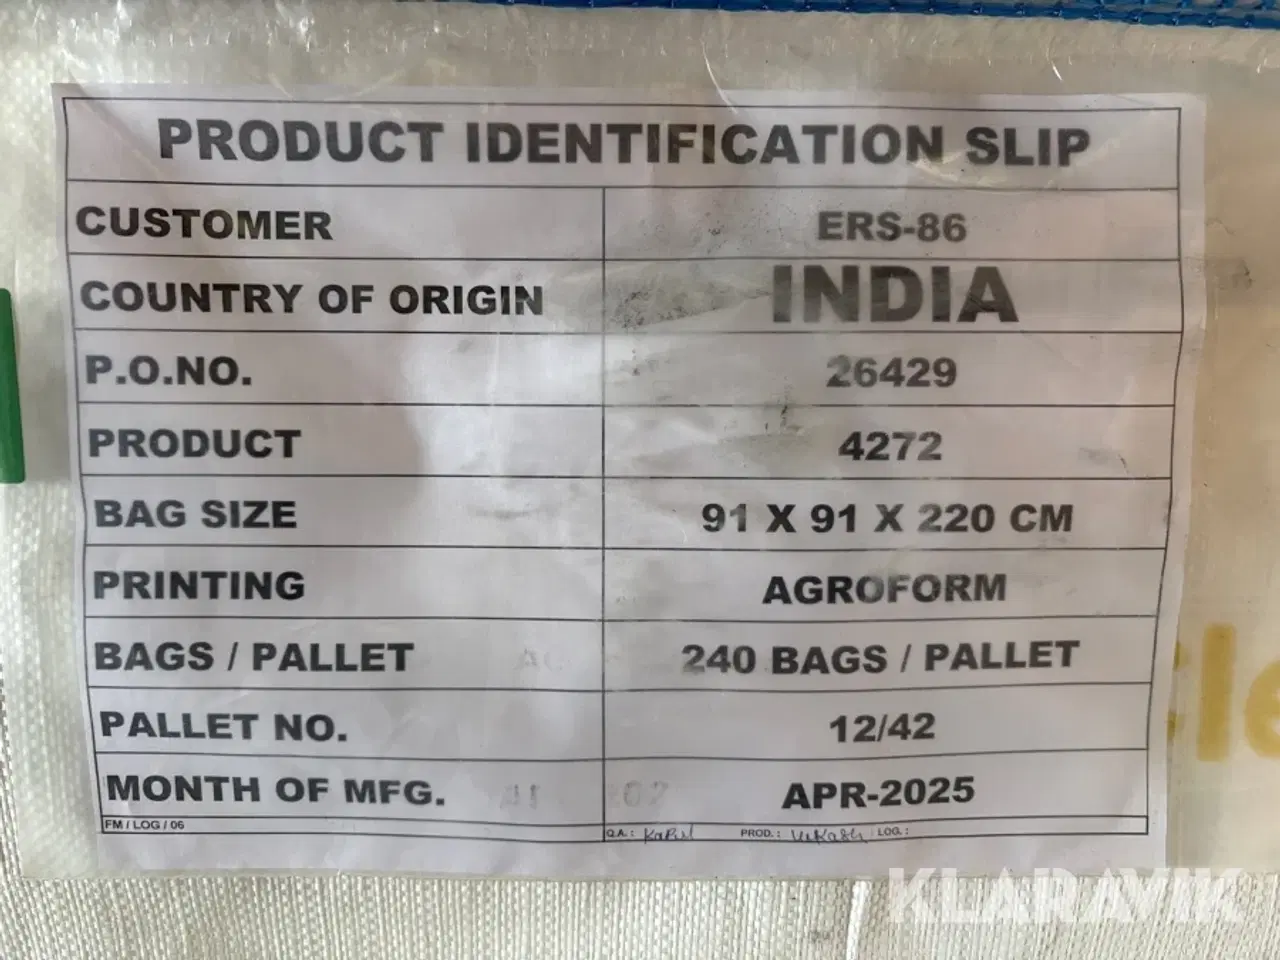 PRODUCT IDENTIFICATION SLIP
CUSTOMER ERS-86
COUNTRY OF ORIGIN INDIA
P.O.NO. 26429
PRODUCT 4272
BAG SIZE 91 X 91 X 220 CM
PRINTING AGROFORM
BAGS / PALLET 240 BAGS / PALLET
PALLET NO. 12/42
MONTH OF MFG. APR-2025
FM / LOG / 06 Q.A.: Kapil PROD.: Vikash LOG.:
KLARAVIK